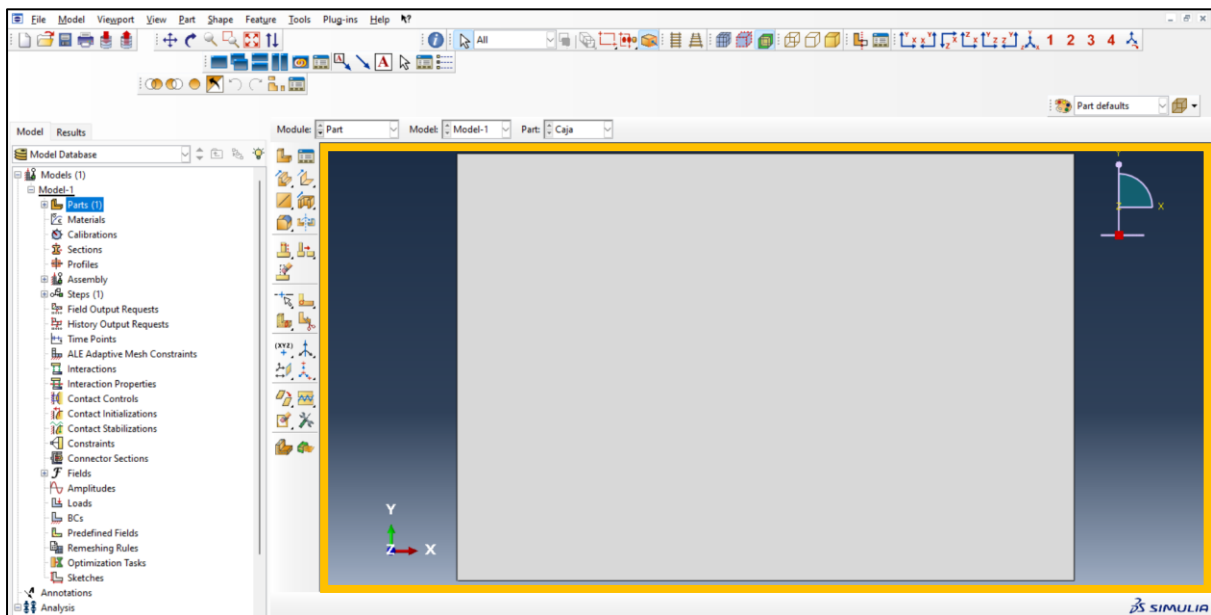 File Model Viewport View Part Shape Feature Tools Plug-ins Help
All
1 2 3 4
Part defaults
Model Results
Module: Part Model: Model-1 Part: Caja
Model Database
Models (1)
Model-1
Parts (1)
Materials
Calibrations
Sections
Profiles
Assembly
Steps (1)
Field Output Requests
History Output Requests
Time Points
ALE Adaptive Mesh Constraints
Interactions
Interaction Properties
Contact Controls
Contact Initializations
Contact Stabilizations
Constraints
Connector Sections
Fields
Amplitudes
Loads
BCs
Predefined Fields
Remeshing Rules
Optimization Tasks
Sketches
Annotations
Analysis
(XYZ)
Y
Z X
Y
Z X
SIMULIA